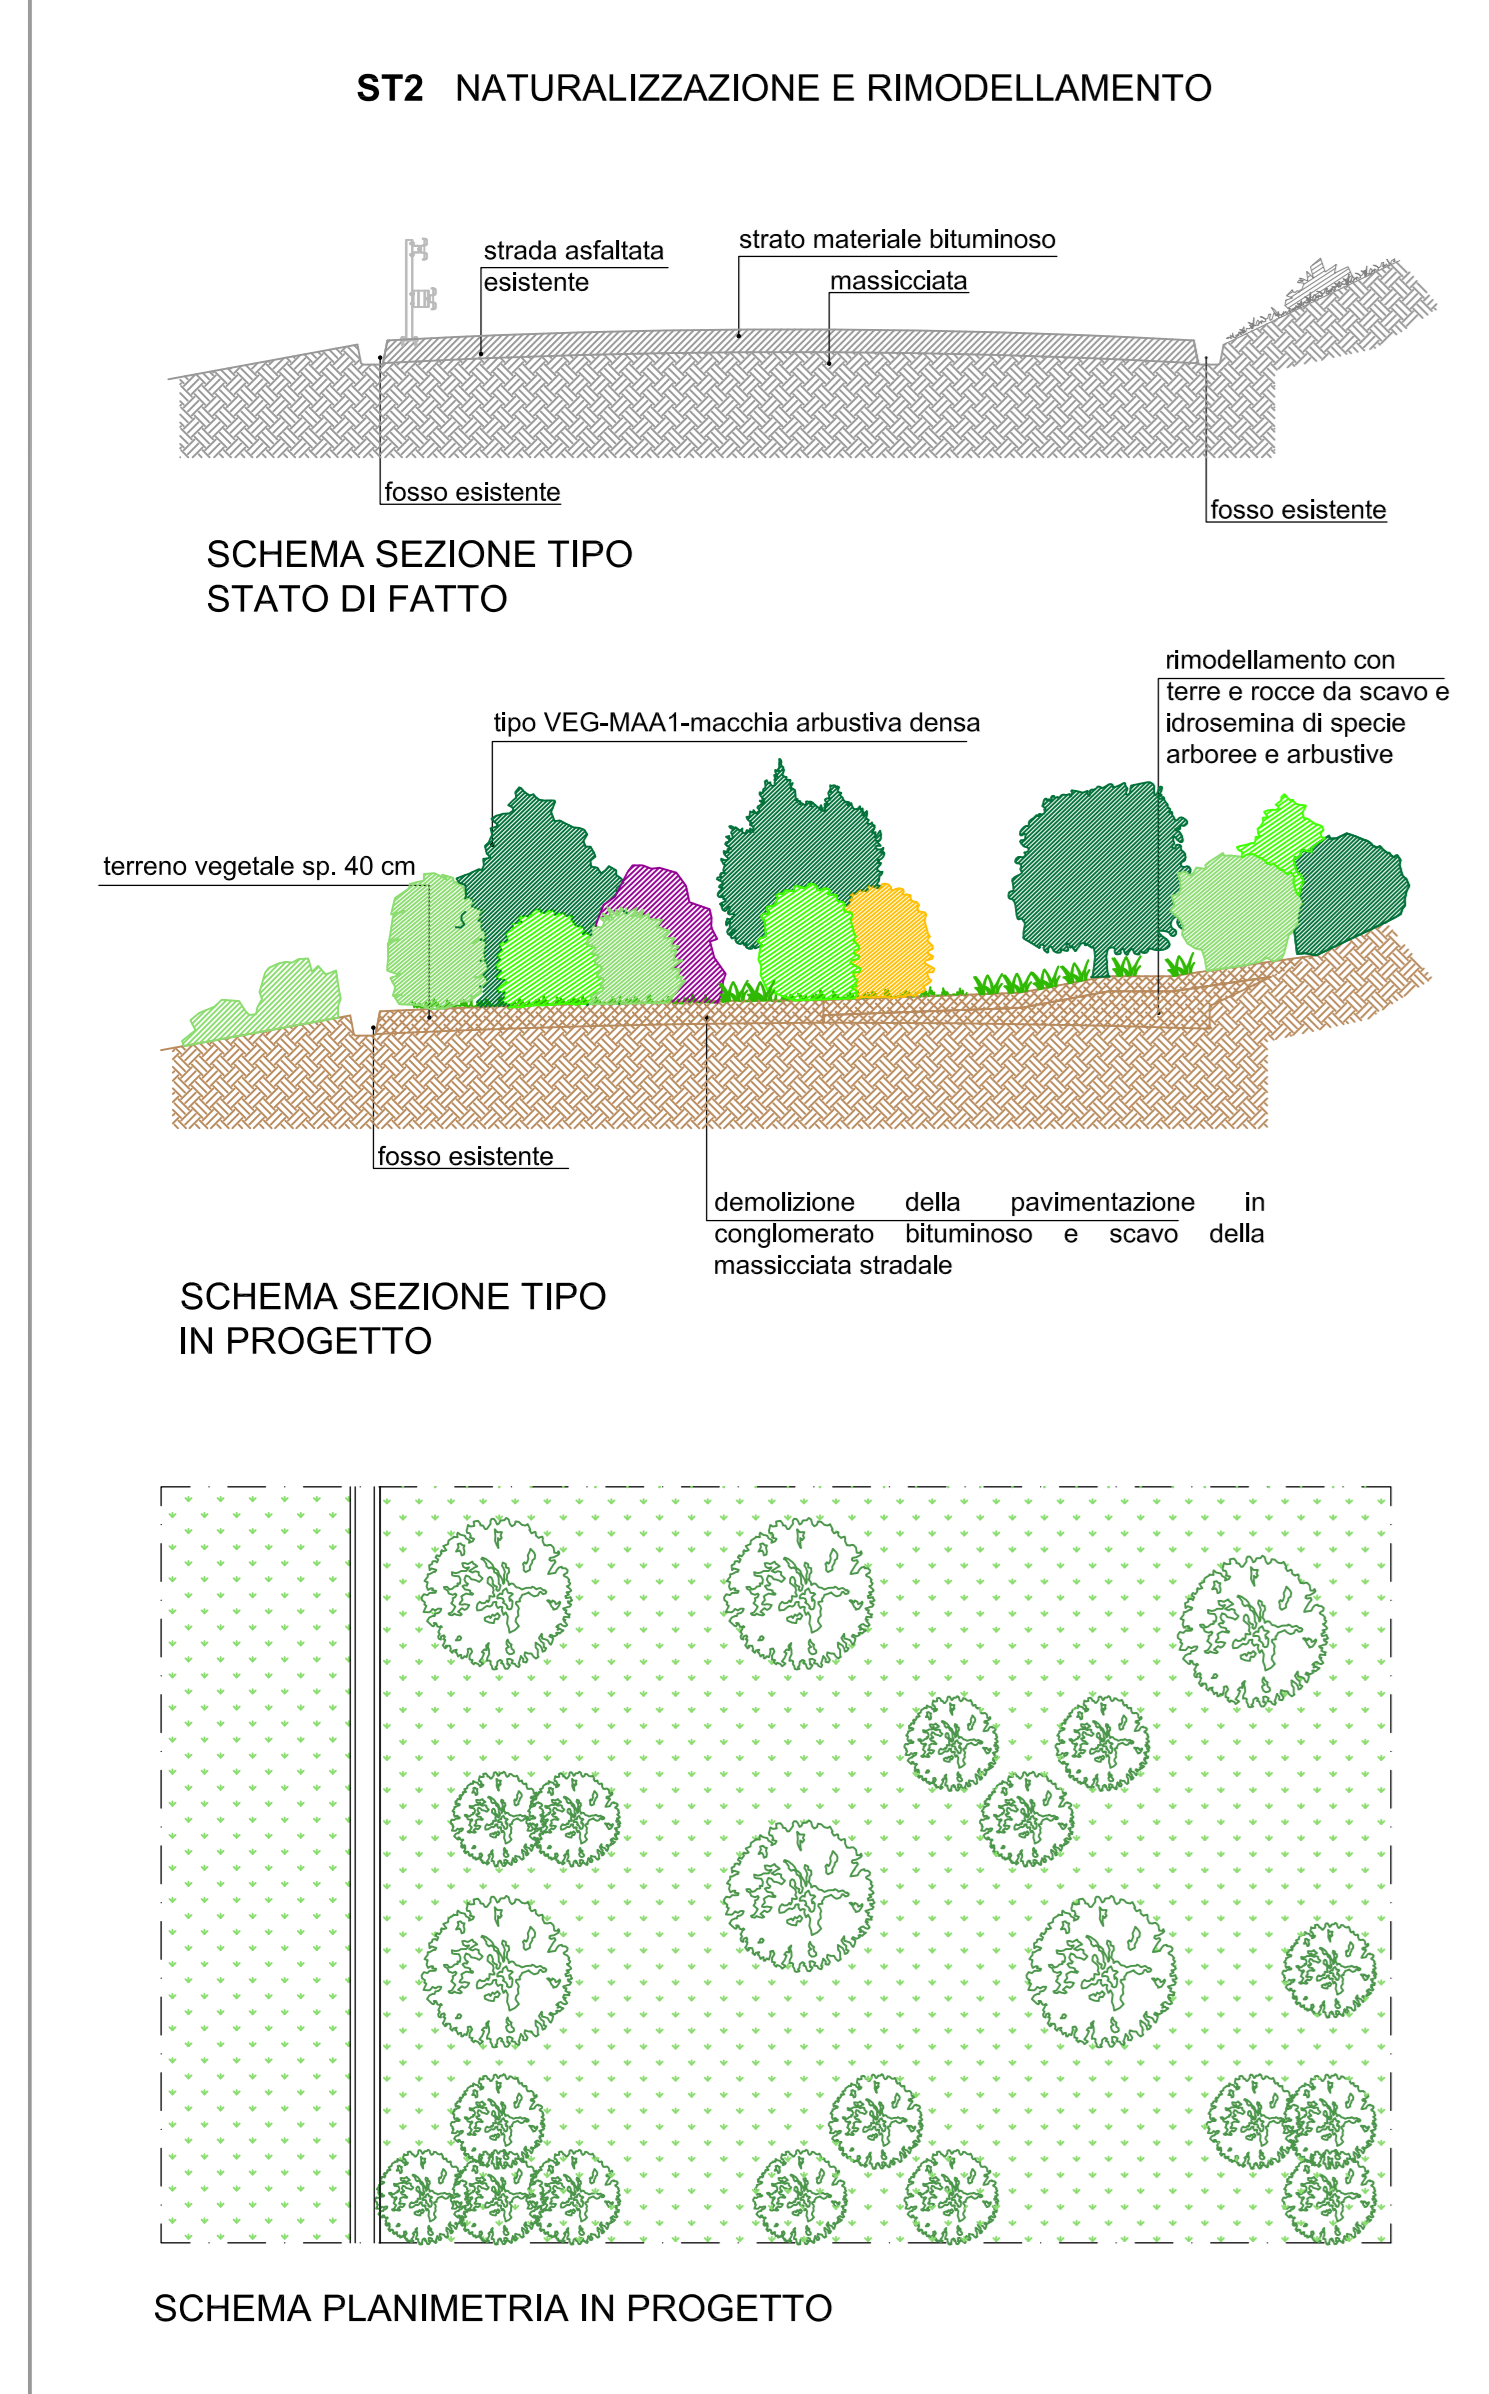 ST2 NATURALIZZAZIONE E RIMODELLAMENTO
strada asfaltata
esistente
strato materiale bituminoso
massicciata
fosso esistente
fosso esistente
SCHEMA SEZIONE TIPO
STATO DI FATTO
rimodellamento con
terre e rocce da scavo e
idrosemina di specie
arboree e arbustive
tipo VEG-MAA1-macchia arbustiva densa
terreno vegetale sp. 40 cm
fosso esistente
demolizione della pavimentazione in
conglomerato bituminoso e scavo della
massicciata stradale
SCHEMA SEZIONE TIPO
IN PROGETTO
SCHEMA PLANIMETRIA IN PROGETTO